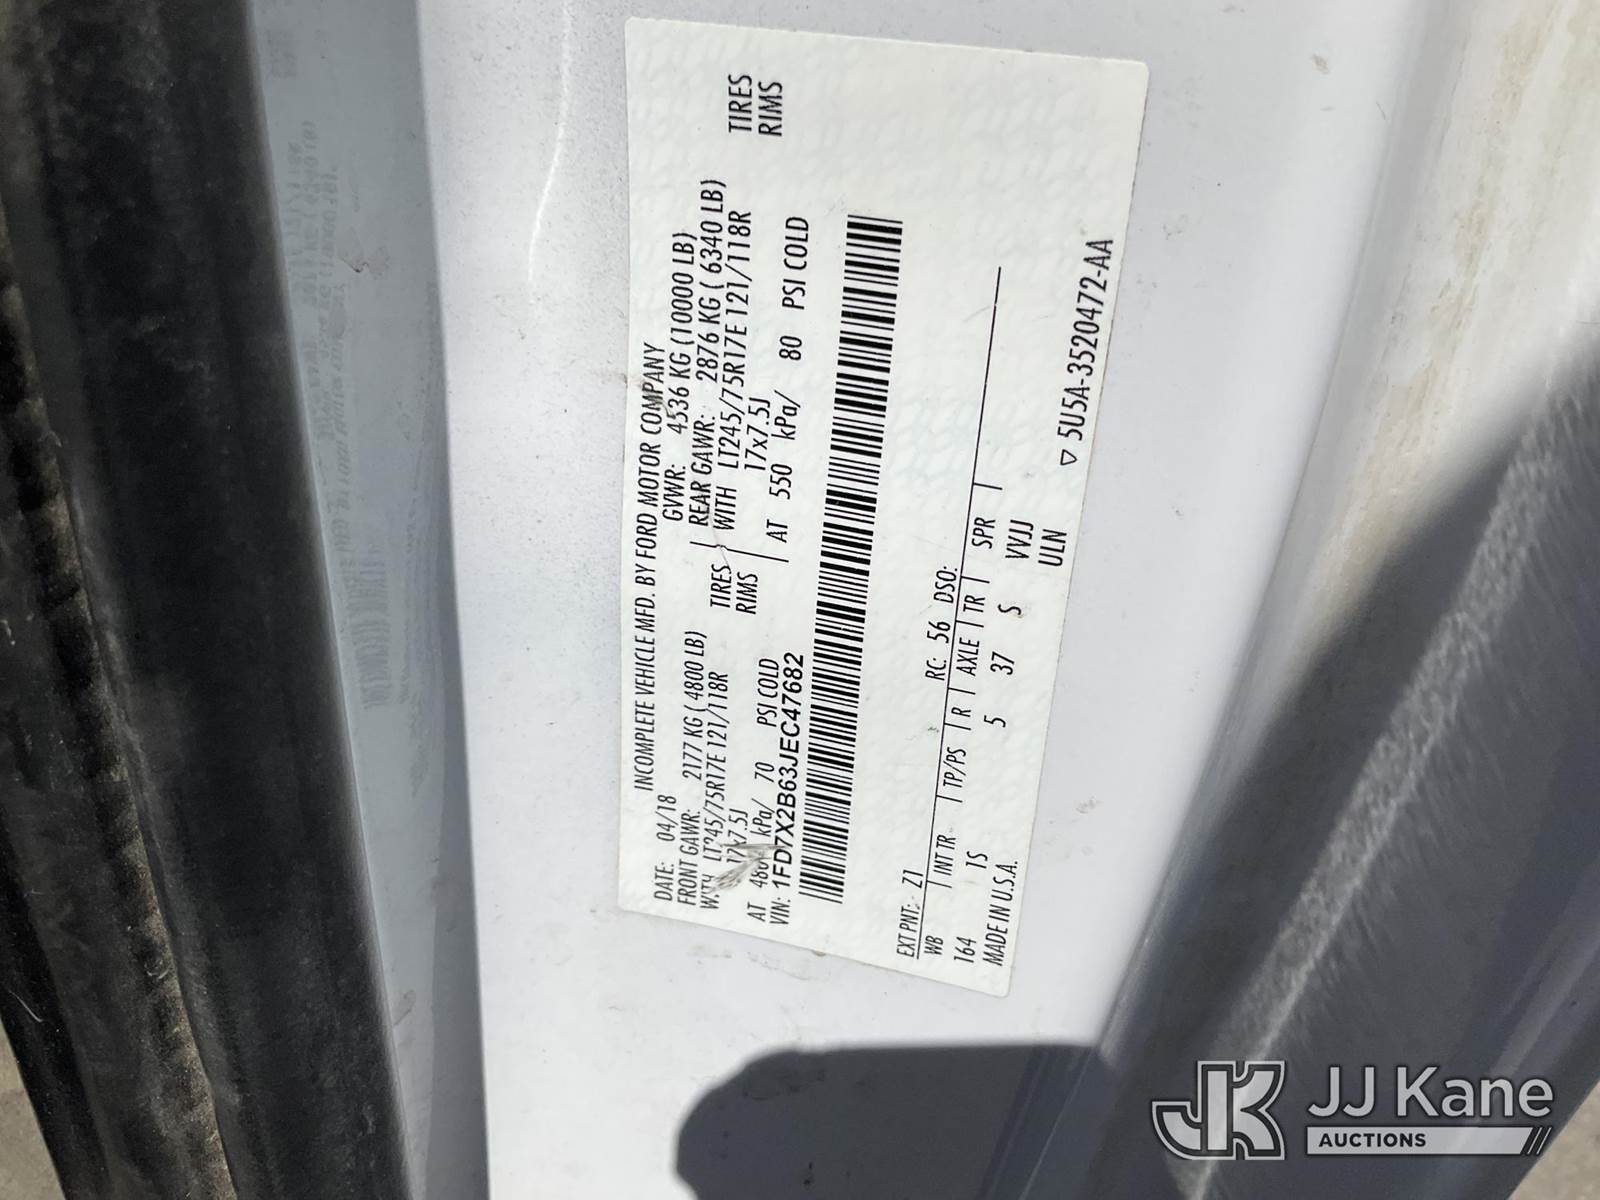 INCOMPLETE VEHICLE MFD. BY FORD MOTOR COMPANY
DATE: 04/18 GVWR: 4536 KG (10000 LB)
FRONT GAWR: 2177 KG ( 4800 LB) REAR GAWR: 2876 KG ( 6340 LB)
WITH LT245/75R17E 121/118R TIRES WITH LT245/75R17E 121/118R TIRES
17x7.5J RIMS 17x7.5J RIMS
AT kPa/ 70 PSI COLD AT 550 kPa/ 80 PSI COLD
VIN: 1FD7X2B63JEC47682
EXT PNT: Z1 RC: 56 DSO:
WB INT TR TP/PS R AXLE TR SPR
164 1S 5 37 S VVJJ
MADE IN U.S.A. ULN
▽ 5U5A-3520472-AA
JK JJ Kane
AUCTIONS